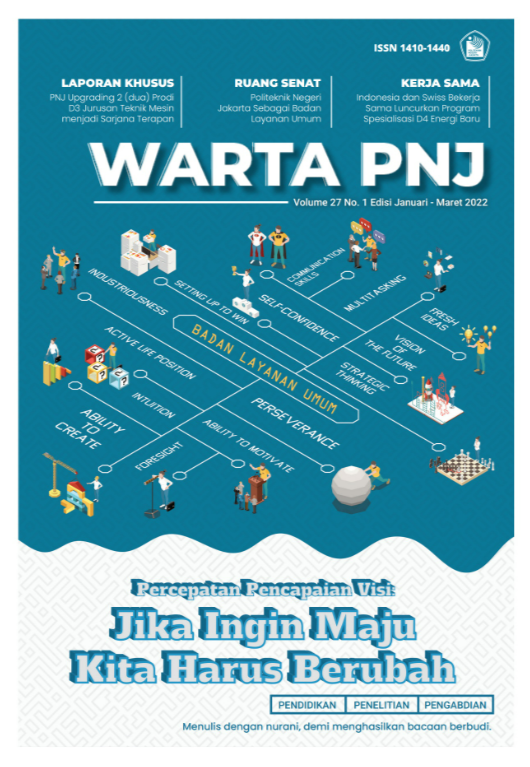 ISSN 1410-1440
LAPORAN KHUSUS
PNJ Upgrading 2 (dua) Prodi
D3 Jurusan Teknik Mesin
menjadi Sarjana Terapan
RUANG SENAT
Politeknik Negeri
Jakarta Sebagai Badan
Layanan Umum
KERJA SAMA
Indonesia dan Swiss Bekerja
Sama Luncurkan Program
Spesialisasi D4 Energi Baru
WARTA PNJ
Volume 27 No. 1 Edisi Januari - Maret 2022
INDUSTRIOUSNESS
SETTING UP TO WIN
SELF-CONFIDENCE
COMMUNICATION
SKILLS
MULTITASKING
FRESH
IDEAS
VISION
OF
THE FUTURE
STRATEGIC
THINKING
BADAN LAYANAN UMUM
ACTIVE LIFE POSITION
INTUITION
PERSEVERANCE
ABILITY
TO
CREATE
FORESIGHT
ABILITY TO MOTIVATE
Percepatan Pencapaian Visi:
Jika Ingin Maju
Kita Harus Berubah
PENDIDIKAN
PENELITIAN
PENGABDIAN
Menulis dengan nurani, demi menghasilkan bacaan berbudi.